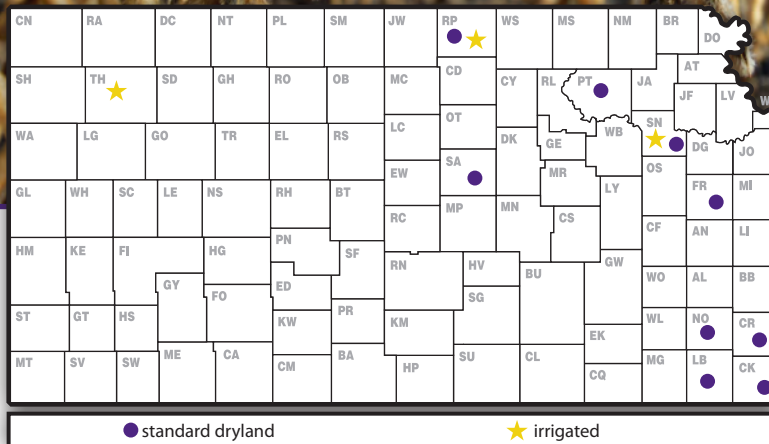 CN RA DC NT PL SM JW RP WS MS NM BR DO
SH TH SD GH RO OB MC CD CY RL PT JA AT
JF LV W
WA LG GO TR EL RS LC OT DK GE WB SN DG JO
GL WH SC LE NS RH BT EW SA MR OS
RC MP MN CS LY FR MI
HM KE FI HG PN SF RN HV BU GW CF AN LI
GY FO ED SG WO AL BB
ST GT HS KW PR KM EK WL NO CR
MT SV SW ME CA CM BA HP SU CL CQ MG LB CK
standard dryland irrigated